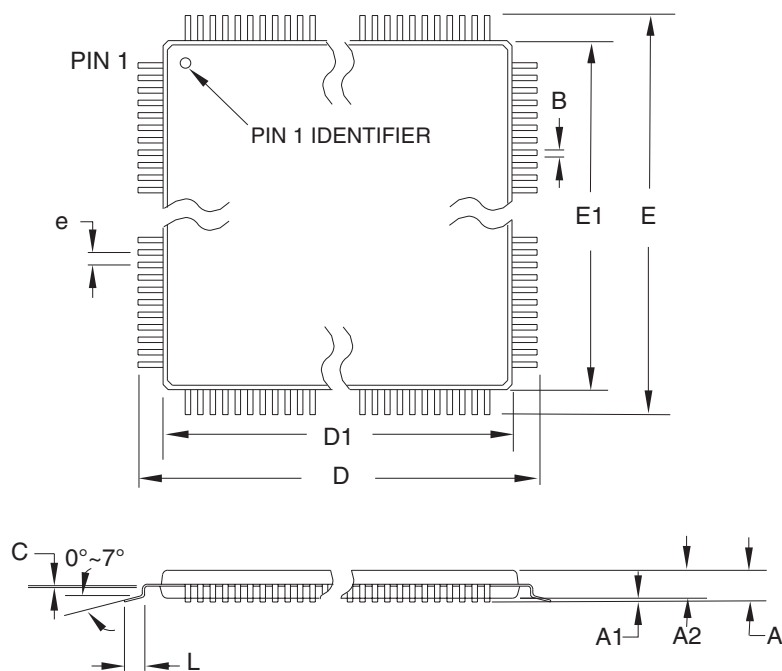 PIN 1
PIN 1 IDENTIFIER
B
e
E1
E
D1
D
C
0°~7°
A1
A2
A
L